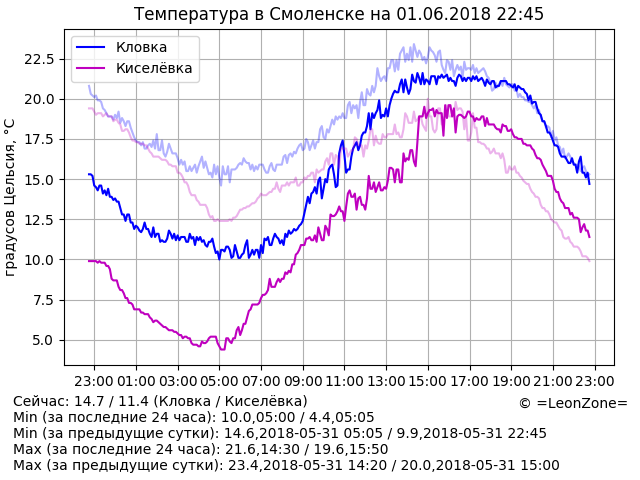 Температура в Смоленске на 01.06.2018 22:45
Кловка
Киселёвка
градусов Цельсия, °C
22.5
20.0
17.5
15.0
12.5
10.0
7.5
5.0
23:00 01:00 03:00 05:00 07:00 09:00 11:00 13:00 15:00 17:00 19:00 21:00 23:00
Сейчас: 14.7 / 11.4 (Кловка / Киселёвка)
© =LeonZone=
Min (за последние 24 часа): 10.0,05:00 / 4.4,05:05
Min (за предыдущие сутки): 14.6,2018-05-31 05:05 / 9.9,2018-05-31 22:45
Max (за последние 24 часа): 21.6,14:30 / 19.6,15:50
Max (за предыдущие сутки): 23.4,2018-05-31 14:20 / 20.0,2018-05-31 15:00